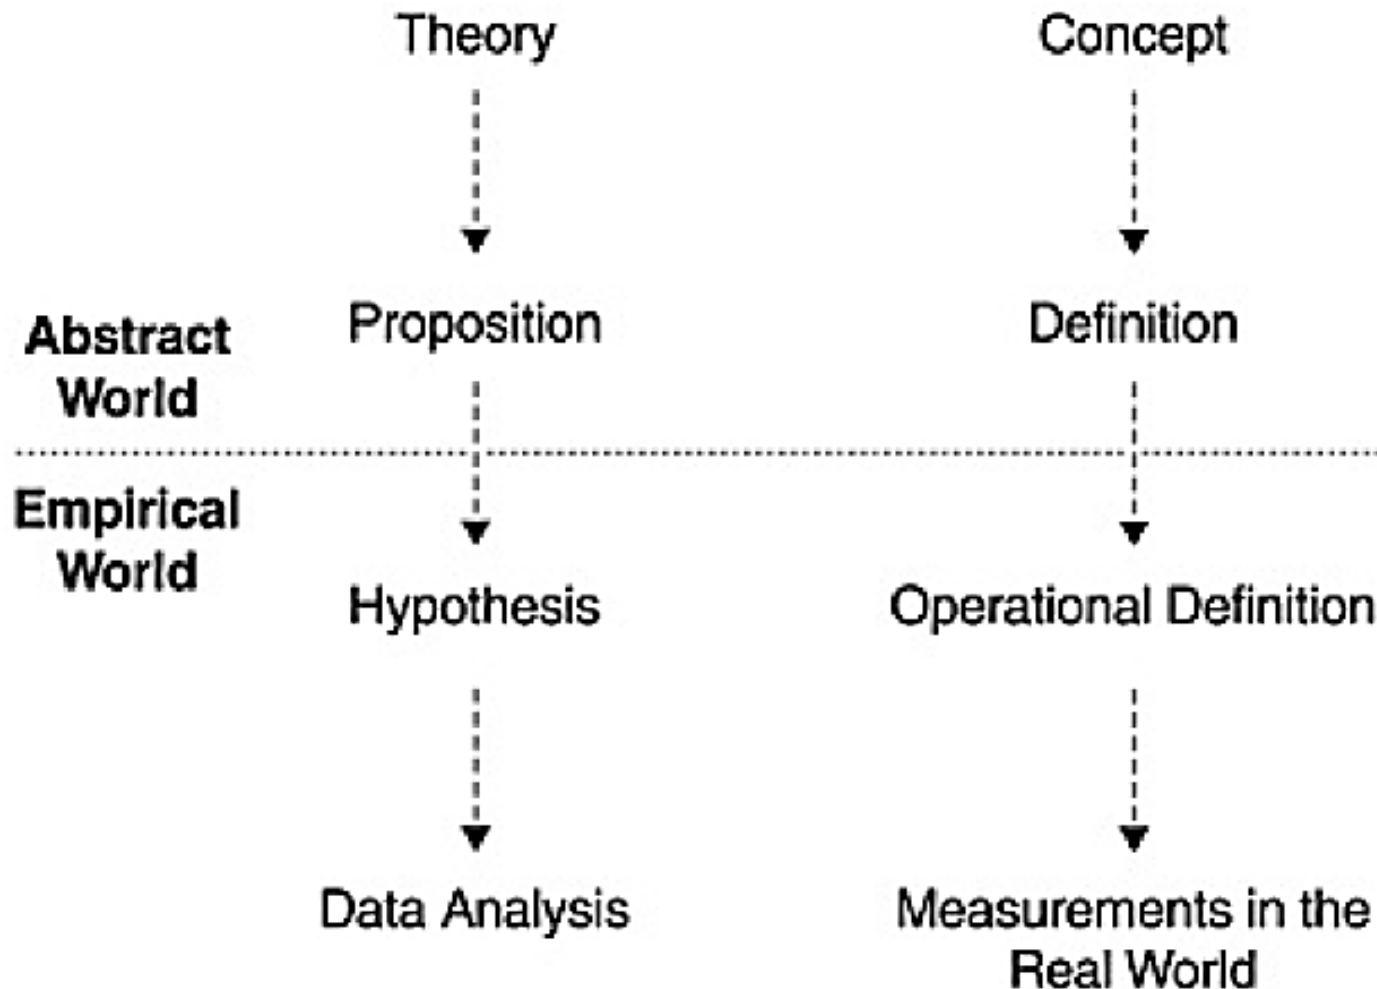 Theory
Concept
Proposition
Definition
Abstract
World
Empirical
World
Hypothesis
Operational Definition
Data Analysis
Measurements in the
Real World